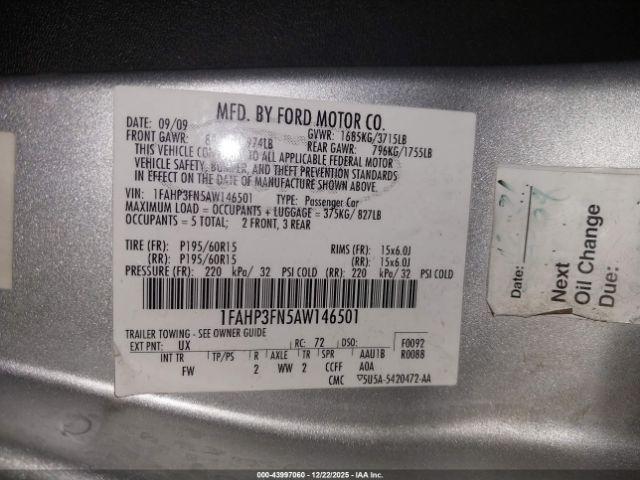 MFD. BY FORD MOTOR CO.
DATE: 09/09 GVWR: 1685KG/3715LB
FRONT GAWR: REAR GAWR: 796KG/1755LB
THIS VEHICLE CONFORMS TO ALL APPLICABLE FEDERAL MOTOR
VEHICLE SAFETY, BUMPER, AND THEFT PREVENTION STANDARDS
IN EFFECT ON THE DATE OF MANUFACTURE SHOWN ABOVE.
VIN: 1FAHP3FN5AW146501 TYPE: Passenger Car
MAXIMUM LOAD = OCCUPANTS + LUGGAGE = 375KG/ 827LB
OCCUPANTS = 5 TOTAL; 2 FRONT, 3 REAR
TIRE (FR): P195/60R15 RIMS (FR): 15x6.0J
(RR): P195/60R15 (RR): 15x6.0J
PRESSURE (FR): 220 kPa/ 32 PSI COLD (RR) 220 kPa/ 32 PSI COLD
1FAHP3FN5AW146501
TRAILER TOWING - SEE OWNER GUIDE
EXT PNT: UX RC: 72 DSO: F0092
INT TR TP/PS R AXLE TR SPR AAU1B R0088
FW 2 WW 2 CCFF A0A
CMC ▽5U5A-5420472-AA
Next
Oil Change
Due:
000-43997060 - 12/22/2025 - IAAI.com